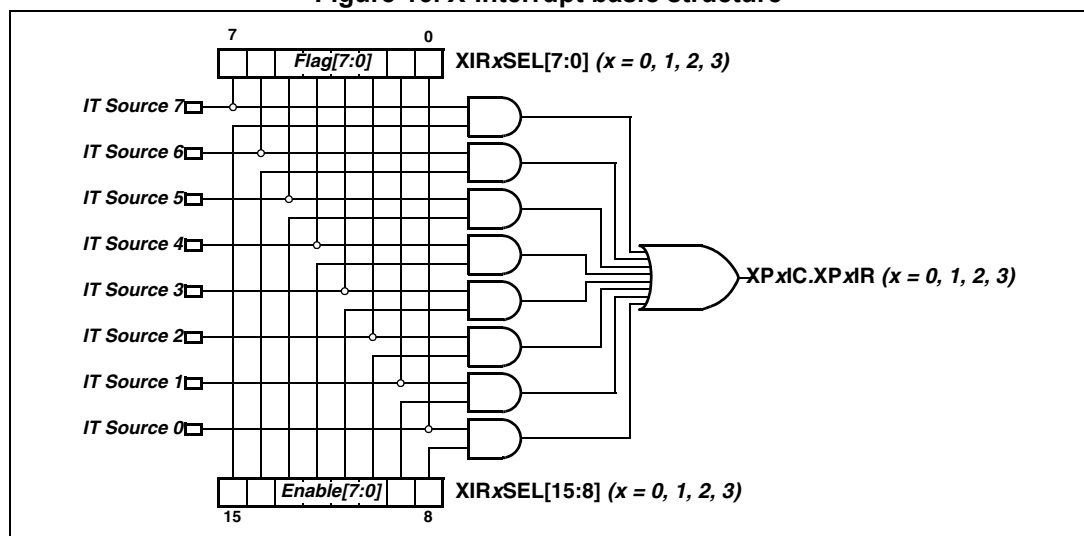 Figure 16. X-Interrupt basic structure
7 0
Flag[7:0] XIRxSEL[7:0] (x = 0, 1, 2, 3)
IT Source 7
IT Source 6
IT Source 5
IT Source 4
IT Source 3
IT Source 2
IT Source 1
IT Source 0
XPxIC.XPxIR (x = 0, 1, 2, 3)
Enable[7:0] XIRxSEL[15:8] (x = 0, 1, 2, 3)
15 8